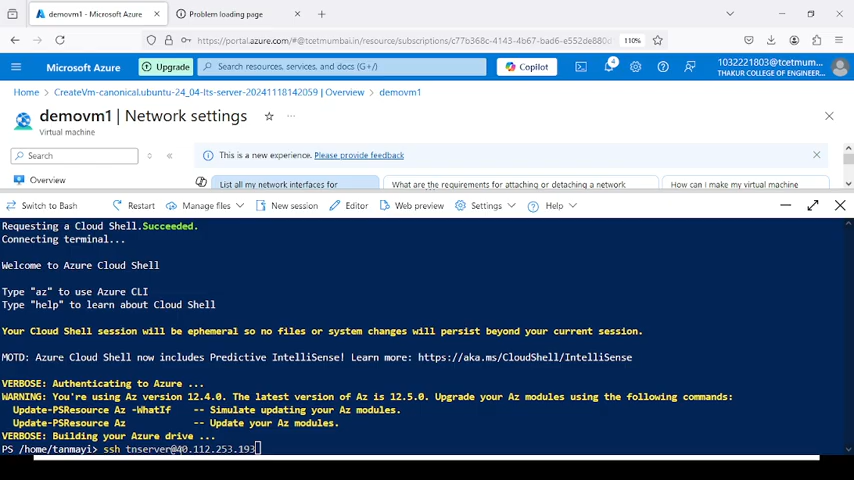 demovm1 - Microsoft Azure
Problem loading page
https://portal.azure.com/#@tcetmumbai.in/resource/subscriptions/c77b368c-4143-4b67-bad6-e552de880d
110%
Microsoft Azure
Upgrade
Search resources, services, and docs (G+/)
Copilot
4
1032221803@tcetmum...
THAKUR COLLEGE OF ENGINEER...
Home > CreateVm-canonical.ubuntu-24_04-lts-server-20241118142059 | Overview > demovm1
demovm1 | Network settings
Virtual machine
Search
This is a new experience. Please provide feedback
Overview
List all my network interfaces for
What are the requirements for attaching or detaching a network
How can I make my virtual machine
Switch to Bash
Restart
Manage files
New session
Editor
Web preview
Settings
Help
Requesting a Cloud Shell.Succeeded.
Connecting terminal...
Welcome to Azure Cloud Shell
Type "az" to use Azure CLI
Type "help" to learn about Cloud Shell
Your Cloud Shell session will be ephemeral so no files or system changes will persist beyond your current session.
MOTD: Azure Cloud Shell now includes Predictive IntelliSense! Learn more: https://aka.ms/CloudShell/IntelliSense
VERBOSE: Authenticating to Azure ...
WARNING: You're using Az version 12.4.0. The latest version of Az is 12.5.0. Upgrade your Az modules using the following commands:
Update-PSResource Az -WhatIf -- Simulate updating your Az modules.
Update-PSResource Az -- Update your Az modules.
VERBOSE: Building your Azure drive ...
PS /home/tanmayi> ssh tnserver@40.112.253.193